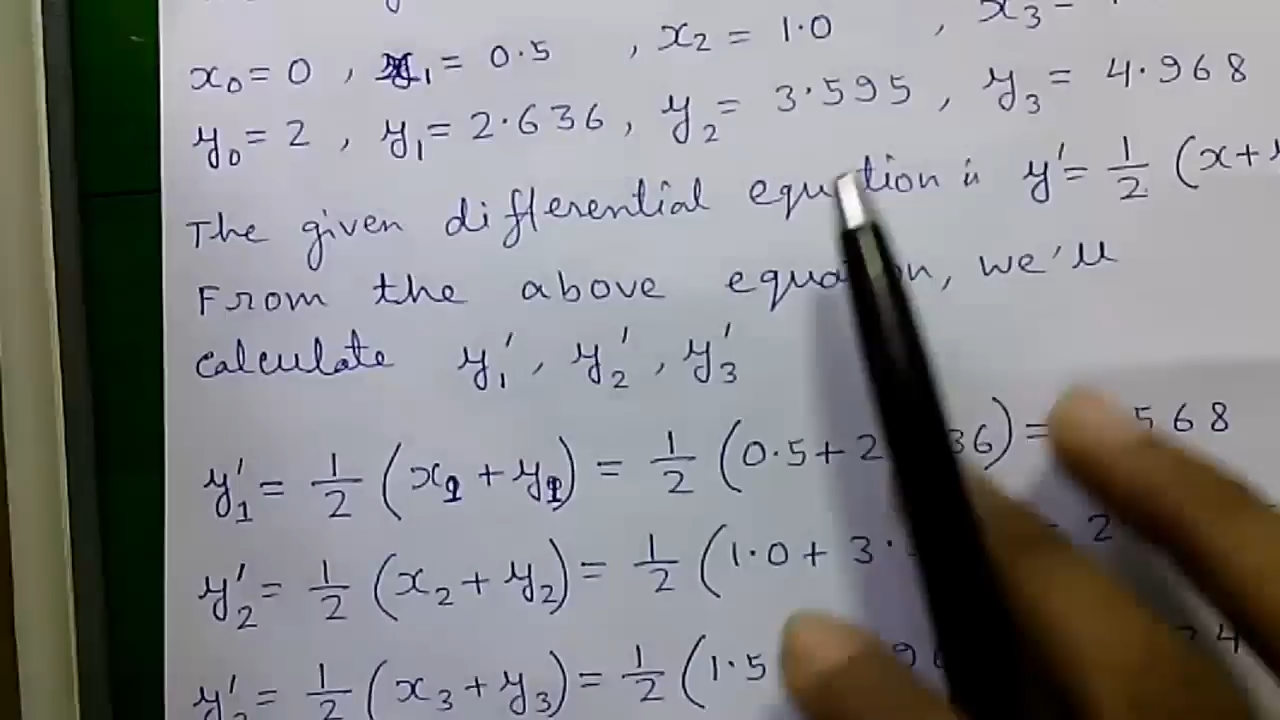 x₀ = 0 , x₁ = 0.5 , x₂ = 1.0 , x₃ =
y₀ = 2 , y₁ = 2.636 , y₂ = 3.595 , y₃ = 4.968
The given differential equation is y' = 1/2 (x+
From the above equation, we'll
calculate y₁' , y₂' , y₃'
y₁' = 1/2 (x₁ + y₁) = 1/2 (0.5 + 2 36) = 568
y₂' = 1/2 (x₂ + y₂) = 1/2 (1.0 + 3. 2
= 1/2 (x₃ + y₃) = 1/2 (1.5 96 4